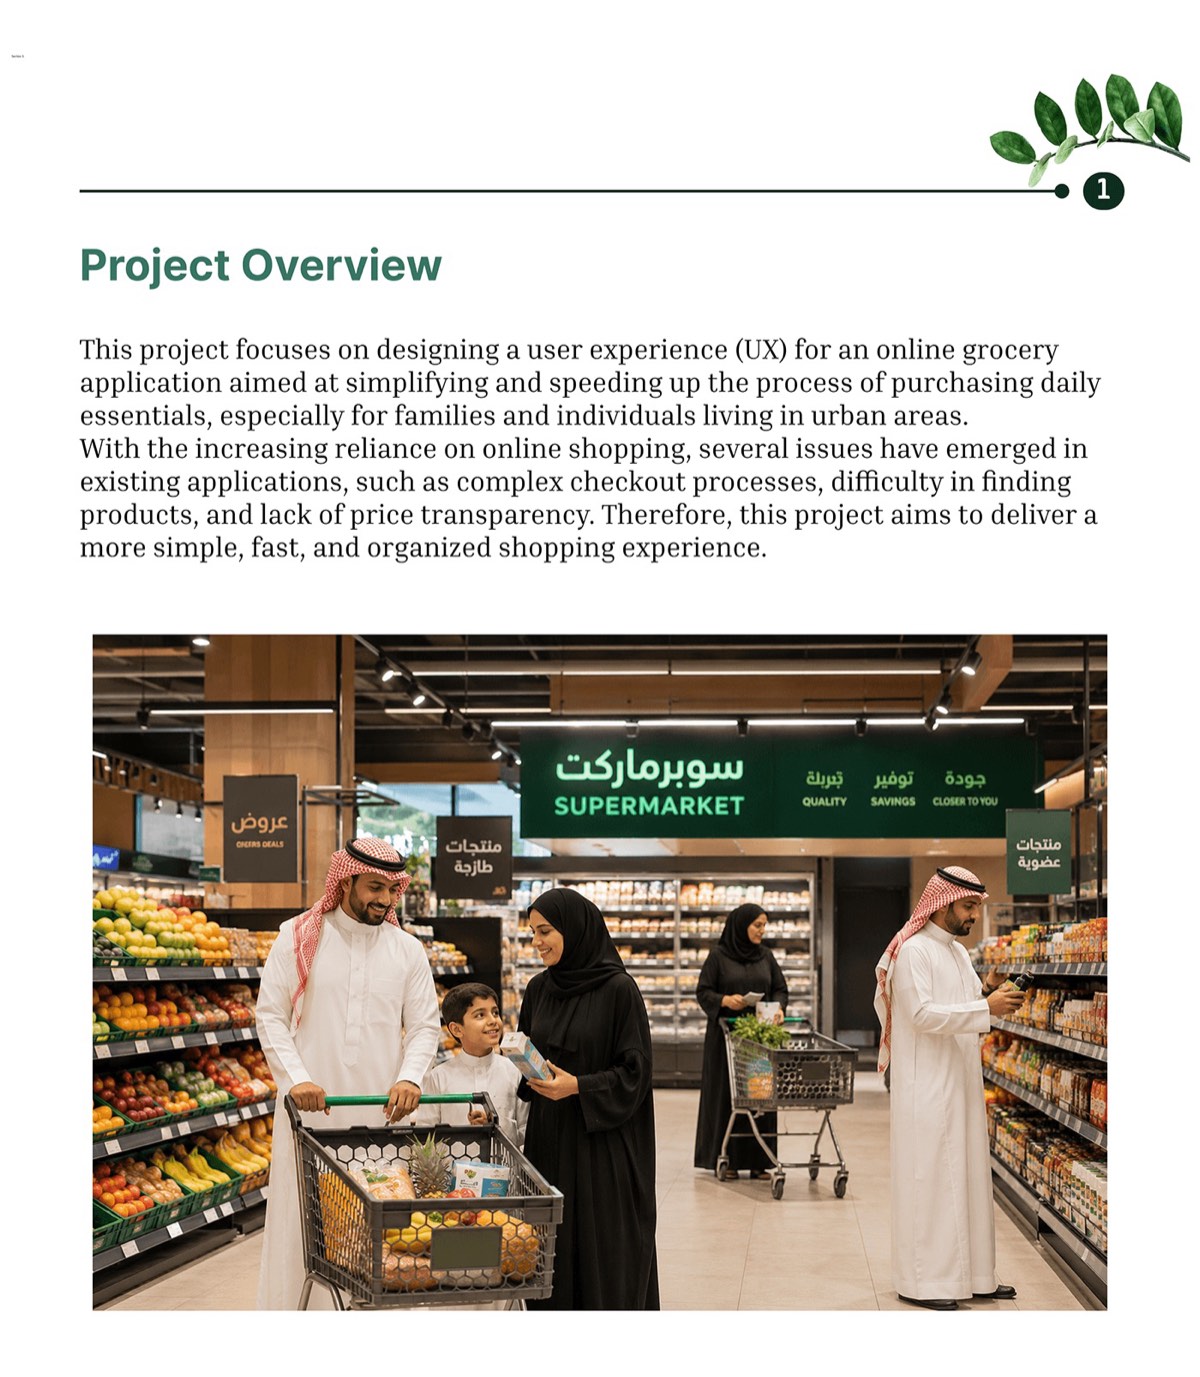 1
Project Overview
This project focuses on designing a user experience (UX) for an online grocery
application aimed at simplifying and speeding up the process of purchasing daily
essentials, especially for families and individuals living in urban areas.
With the increasing reliance on online shopping, several issues have emerged in
existing applications, such as complex checkout processes, difficulty in finding
products, and lack of price transparency. Therefore, this project aims to deliver a
more simple, fast, and organized shopping experience.
سوبرماركت
SUPERMARKET
جودة توفير
QUALITY SAVINGS CLOSER TO YOU
عروض
DEALS
منتجات
طازجة
منتجات
عضوية